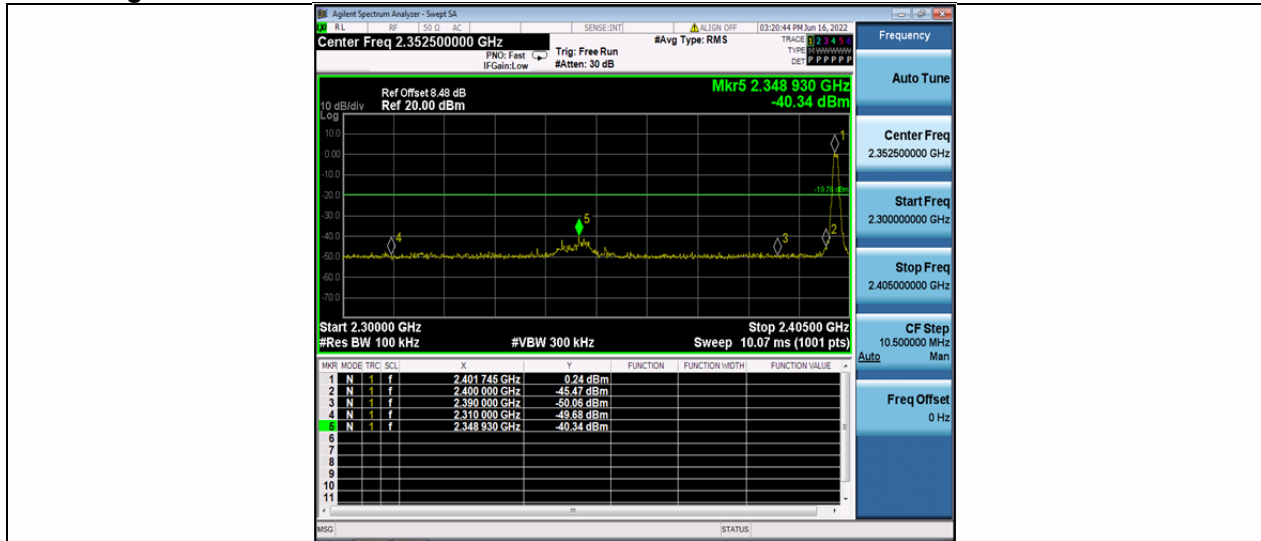 Agilent Spectrum Analyzer - Swept SA
RL RF 50 Ω AC SENSE:INT ALIGN OFF 03:20:44 PM Jun 16, 2022
Center Freq 2.352500000 GHz #Avg Type: RMS TRACE 1 2 3 4 5 6
PNO: Fast Trig: Free Run TYPE M WWWWW
IFGain:Low #Atten: 30 dB DET P P P P P P
Frequency
Auto Tune
Mkr5 2.348 930 GHz
-40.34 dBm
Ref Offset 8.48 dB
10 dB/div Ref 20.00 dBm
Log
10.0
0.00
-10.0
-20.0
-30.0
-40.0
-50.0
-60.0
-70.0
1
-19.76 dBm
5
4
3
2
Start 2.30000 GHz Stop 2.40500 GHz
#Res BW 100 kHz #VBW 300 kHz Sweep 10.07 ms (1001 pts)
Center Freq
2.352500000 GHz
Start Freq
2.300000000 GHz
Stop Freq
2.405000000 GHz
CF Step
10.500000 MHz
Auto Man
Freq Offset
0 Hz
MKR MODE TRC SCL X Y FUNCTION FUNCTION WIDTH FUNCTION VALUE
1 N 1 f 2.401 745 GHz 0.24 dBm
2 N 1 f 2.400 000 GHz -45.47 dBm
3 N 1 f 2.390 000 GHz -50.06 dBm
4 N 1 f 2.310 000 GHz -49.68 dBm
5 N 1 f 2.348 930 GHz -40.34 dBm
6
7
8
9
10
11
MSG STATUS